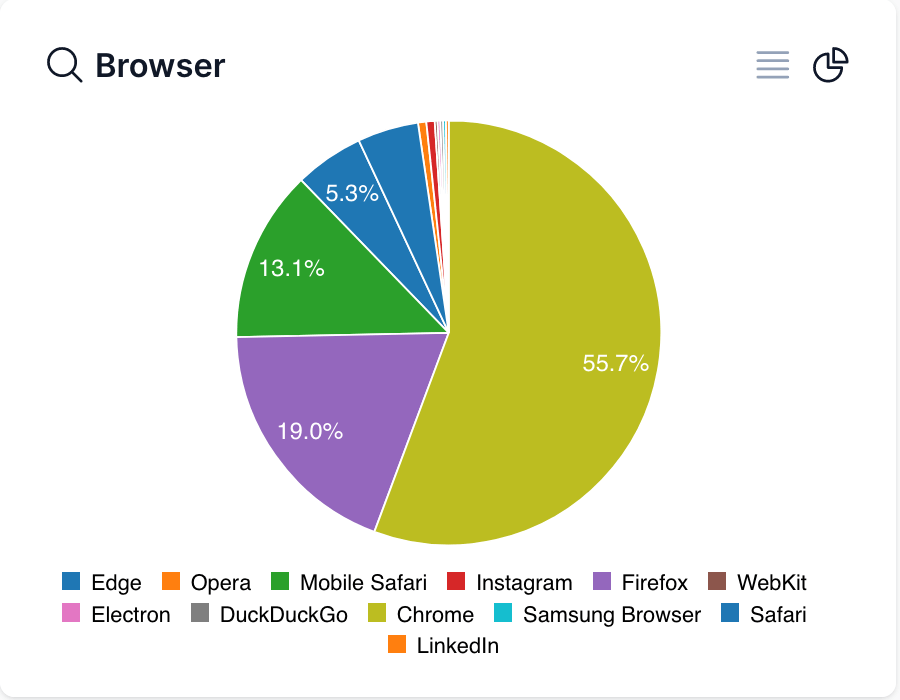 Browser
5.3%
13.1%
55.7%
19.0%
Edge Opera Mobile Safari Instagram Firefox WebKit
Electron DuckDuckGo Chrome Samsung Browser Safari
LinkedIn